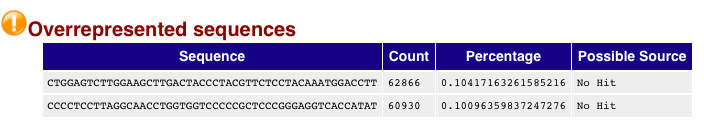 Overrepresented sequences
Sequence Count Percentage Possible Source
CTGGAGTCTTGGAAGCTTGACTACCCTACGTTCTCCTACAAATGGACCTT 62866 0.10417163261585216 No Hit
CCCCTCCTTAGGCAACCTGGTGGTCCCCCGCTCCCGGGAGGTCACCATAT 60930 0.10096359837247276 No Hit